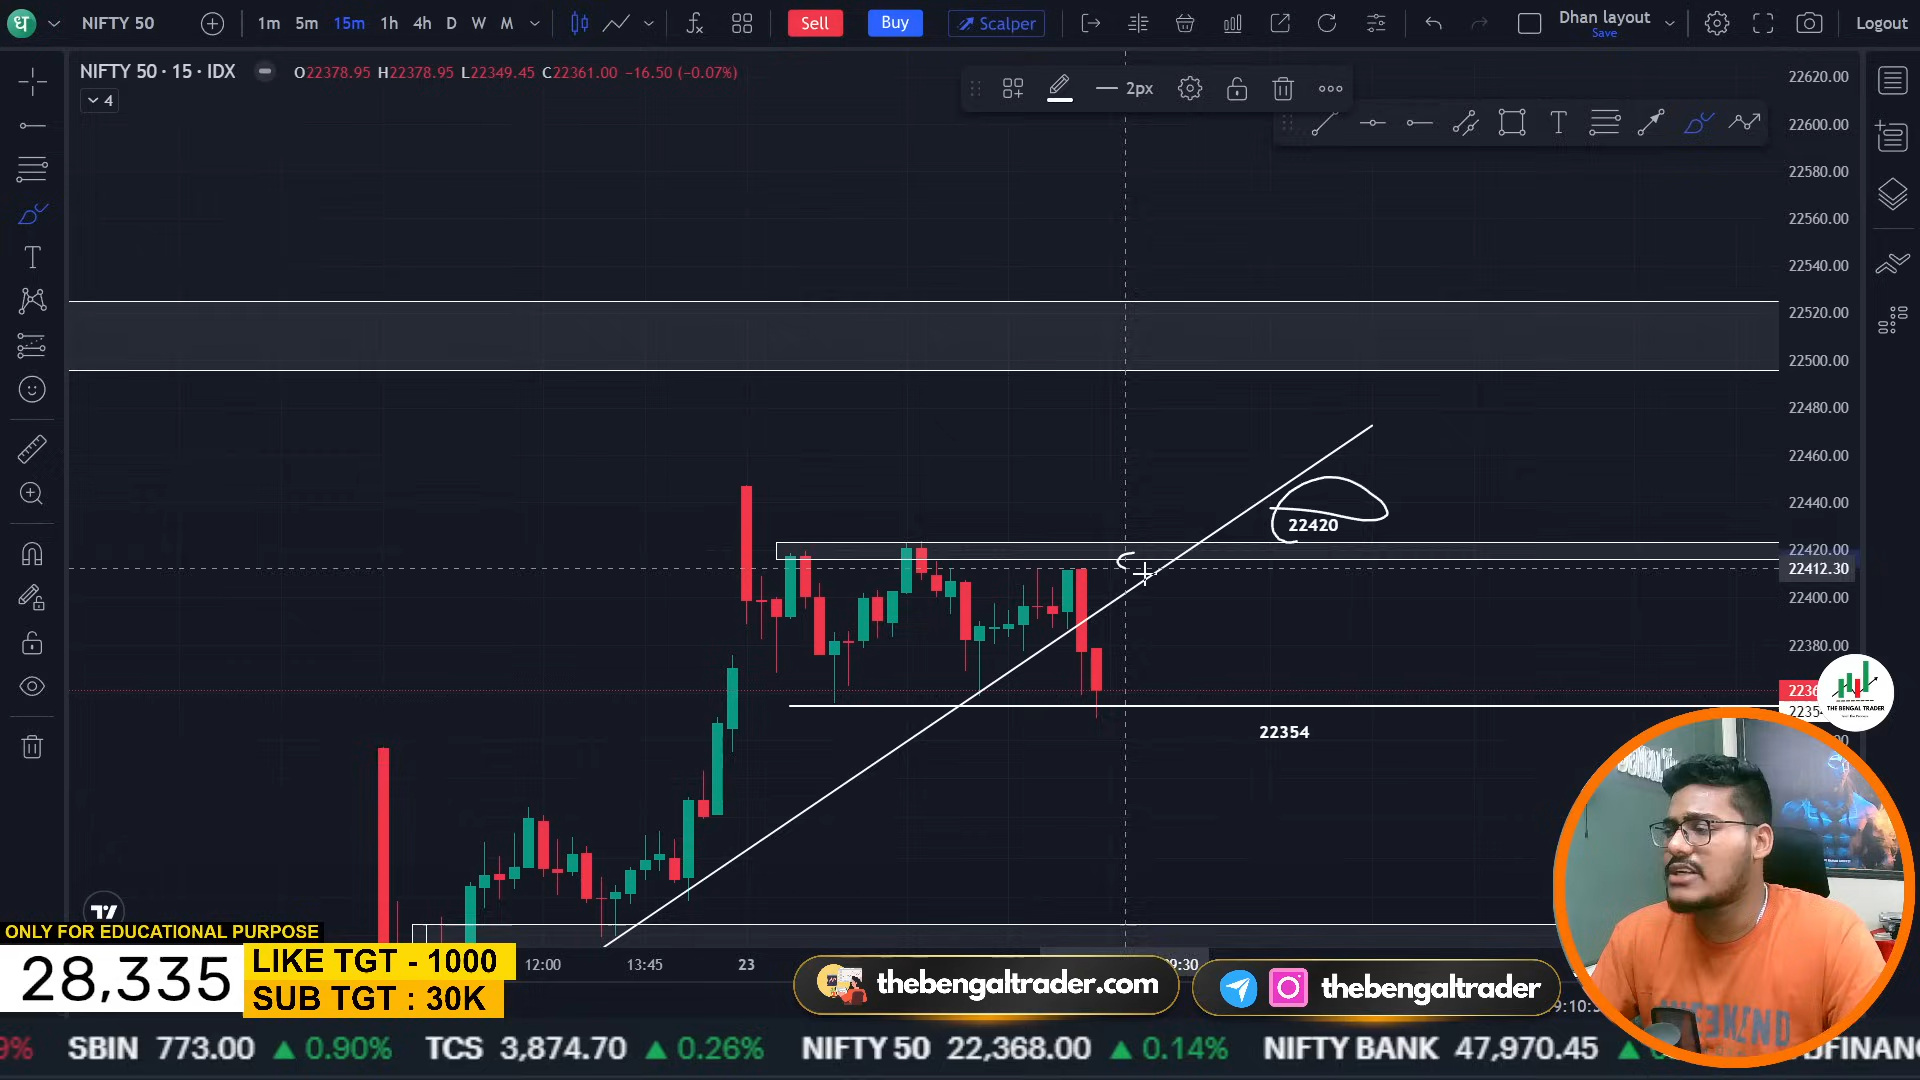 धा NIFTY 50 1m 5m 15m 1h 4h D W M Sell Buy Scalper Dhan layout Save Logout
NIFTY 50 · 15 · IDX O22378.95 H22378.95 L22349.45 C22361.00 −16.50 (−0.07%)
4
2px
T
T
22620.00
22600.00
22580.00
22560.00
22540.00
22520.00
22500.00
22480.00
22460.00
22440.00
22420
22420.00
22412.30
22400.00
22380.00
22354
THE BENGAL TRADER
ONLY FOR EDUCATIONAL PURPOSE
28,335
LIKE TGT - 1000
SUB TGT : 30K
12:00 13:45 23
thebengaltrader.com
thebengaltrader
SBIN 773.00 ▲ 0.90% TCS 3,874.70 ▲ 0.26% NIFTY 50 22,368.00 ▲ 0.14% NIFTY BANK 47,970.45